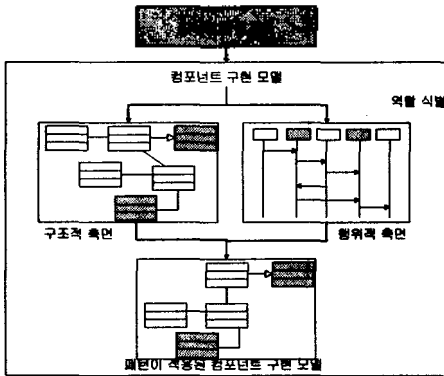 컴포넌트 구현 모델
역할 식별
구조적 측면
행위적 측면
패턴이 적용된 컴포넌트 구현 모델